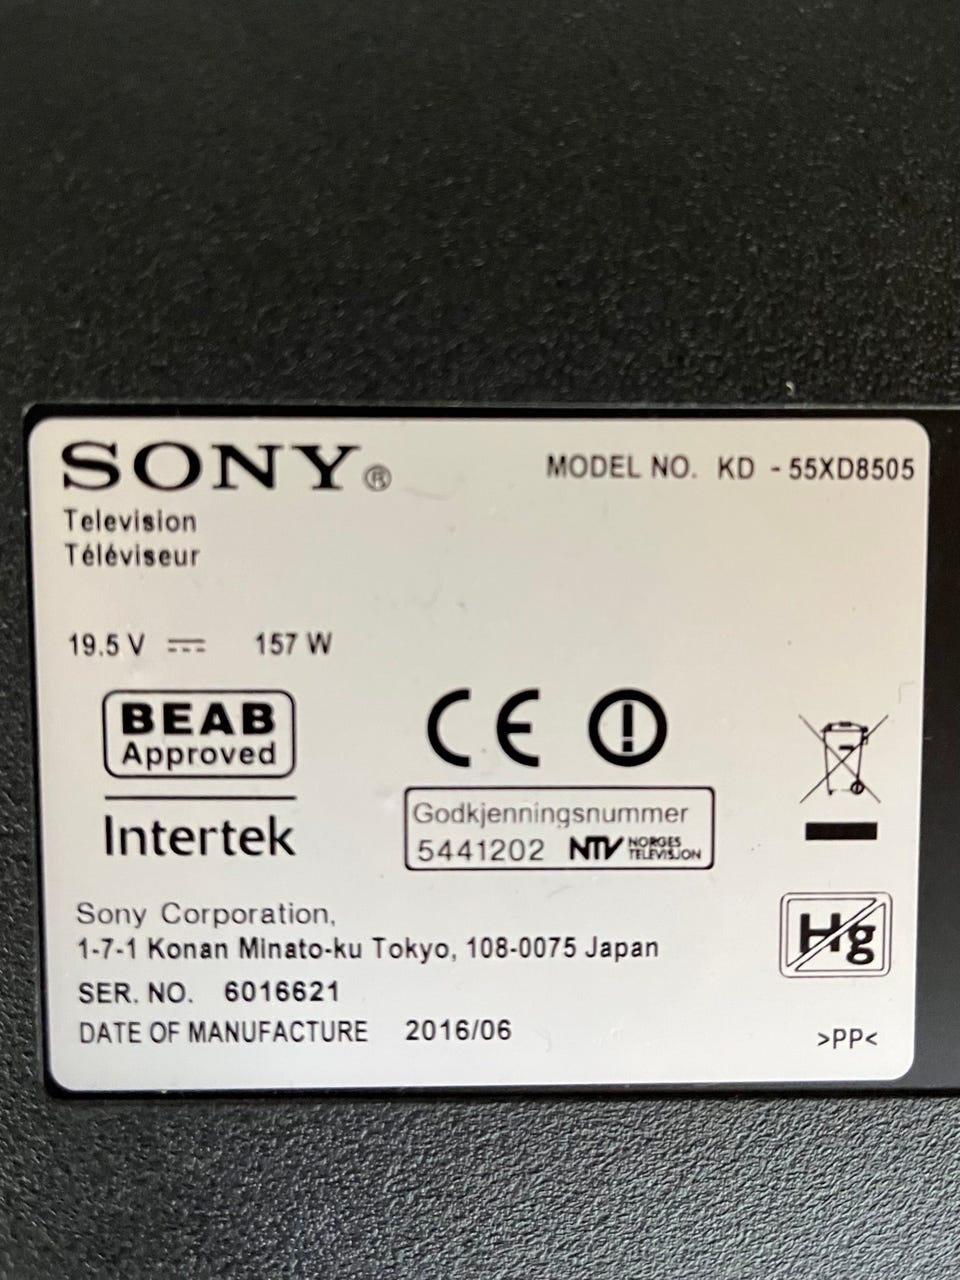 SONY®
MODEL NO. KD - 55XD8505
Television
Téléviseur
19.5 V 157 W
BEAB
Approved
Intertek
CE
Godkjenningsnummer
5441202 NTV NORGES
TELEVISJON
Hg
Sony Corporation,
1-7-1 Konan Minato-ku Tokyo, 108-0075 Japan
SER. NO. 6016621
DATE OF MANUFACTURE 2016/06
>PP<